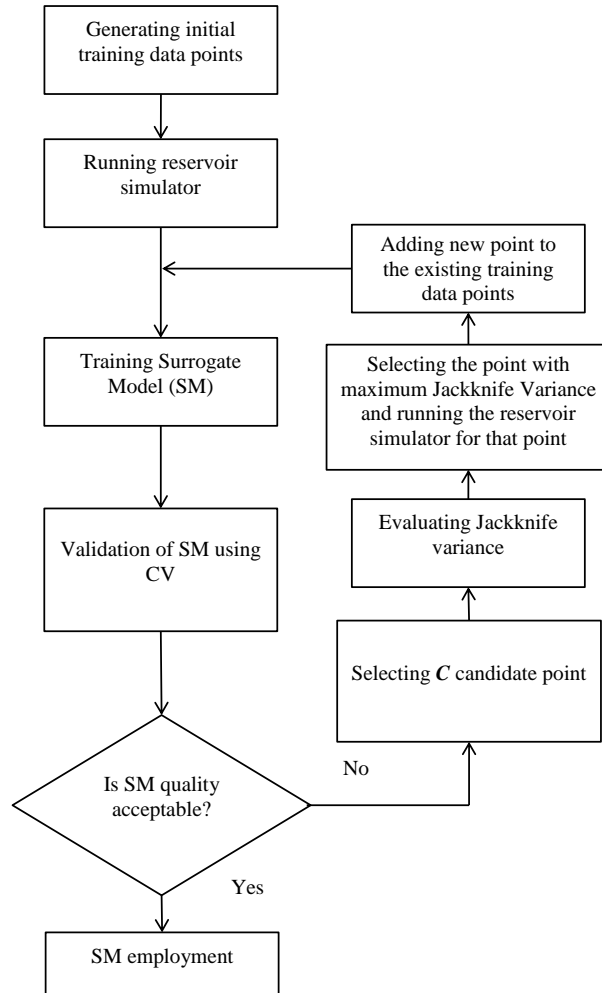 Generating initial
training data points
Running reservoir
simulator
Adding new point to
the existing training
data points
Training Surrogate
Model (SM)
Selecting the point with
maximum Jackknife Variance
and running the reservoir
simulator for that point
Evaluating Jackknife
variance
Validation of SM using
CV
Selecting C candidate point
No
Is SM quality
acceptable?
Yes
SM employment